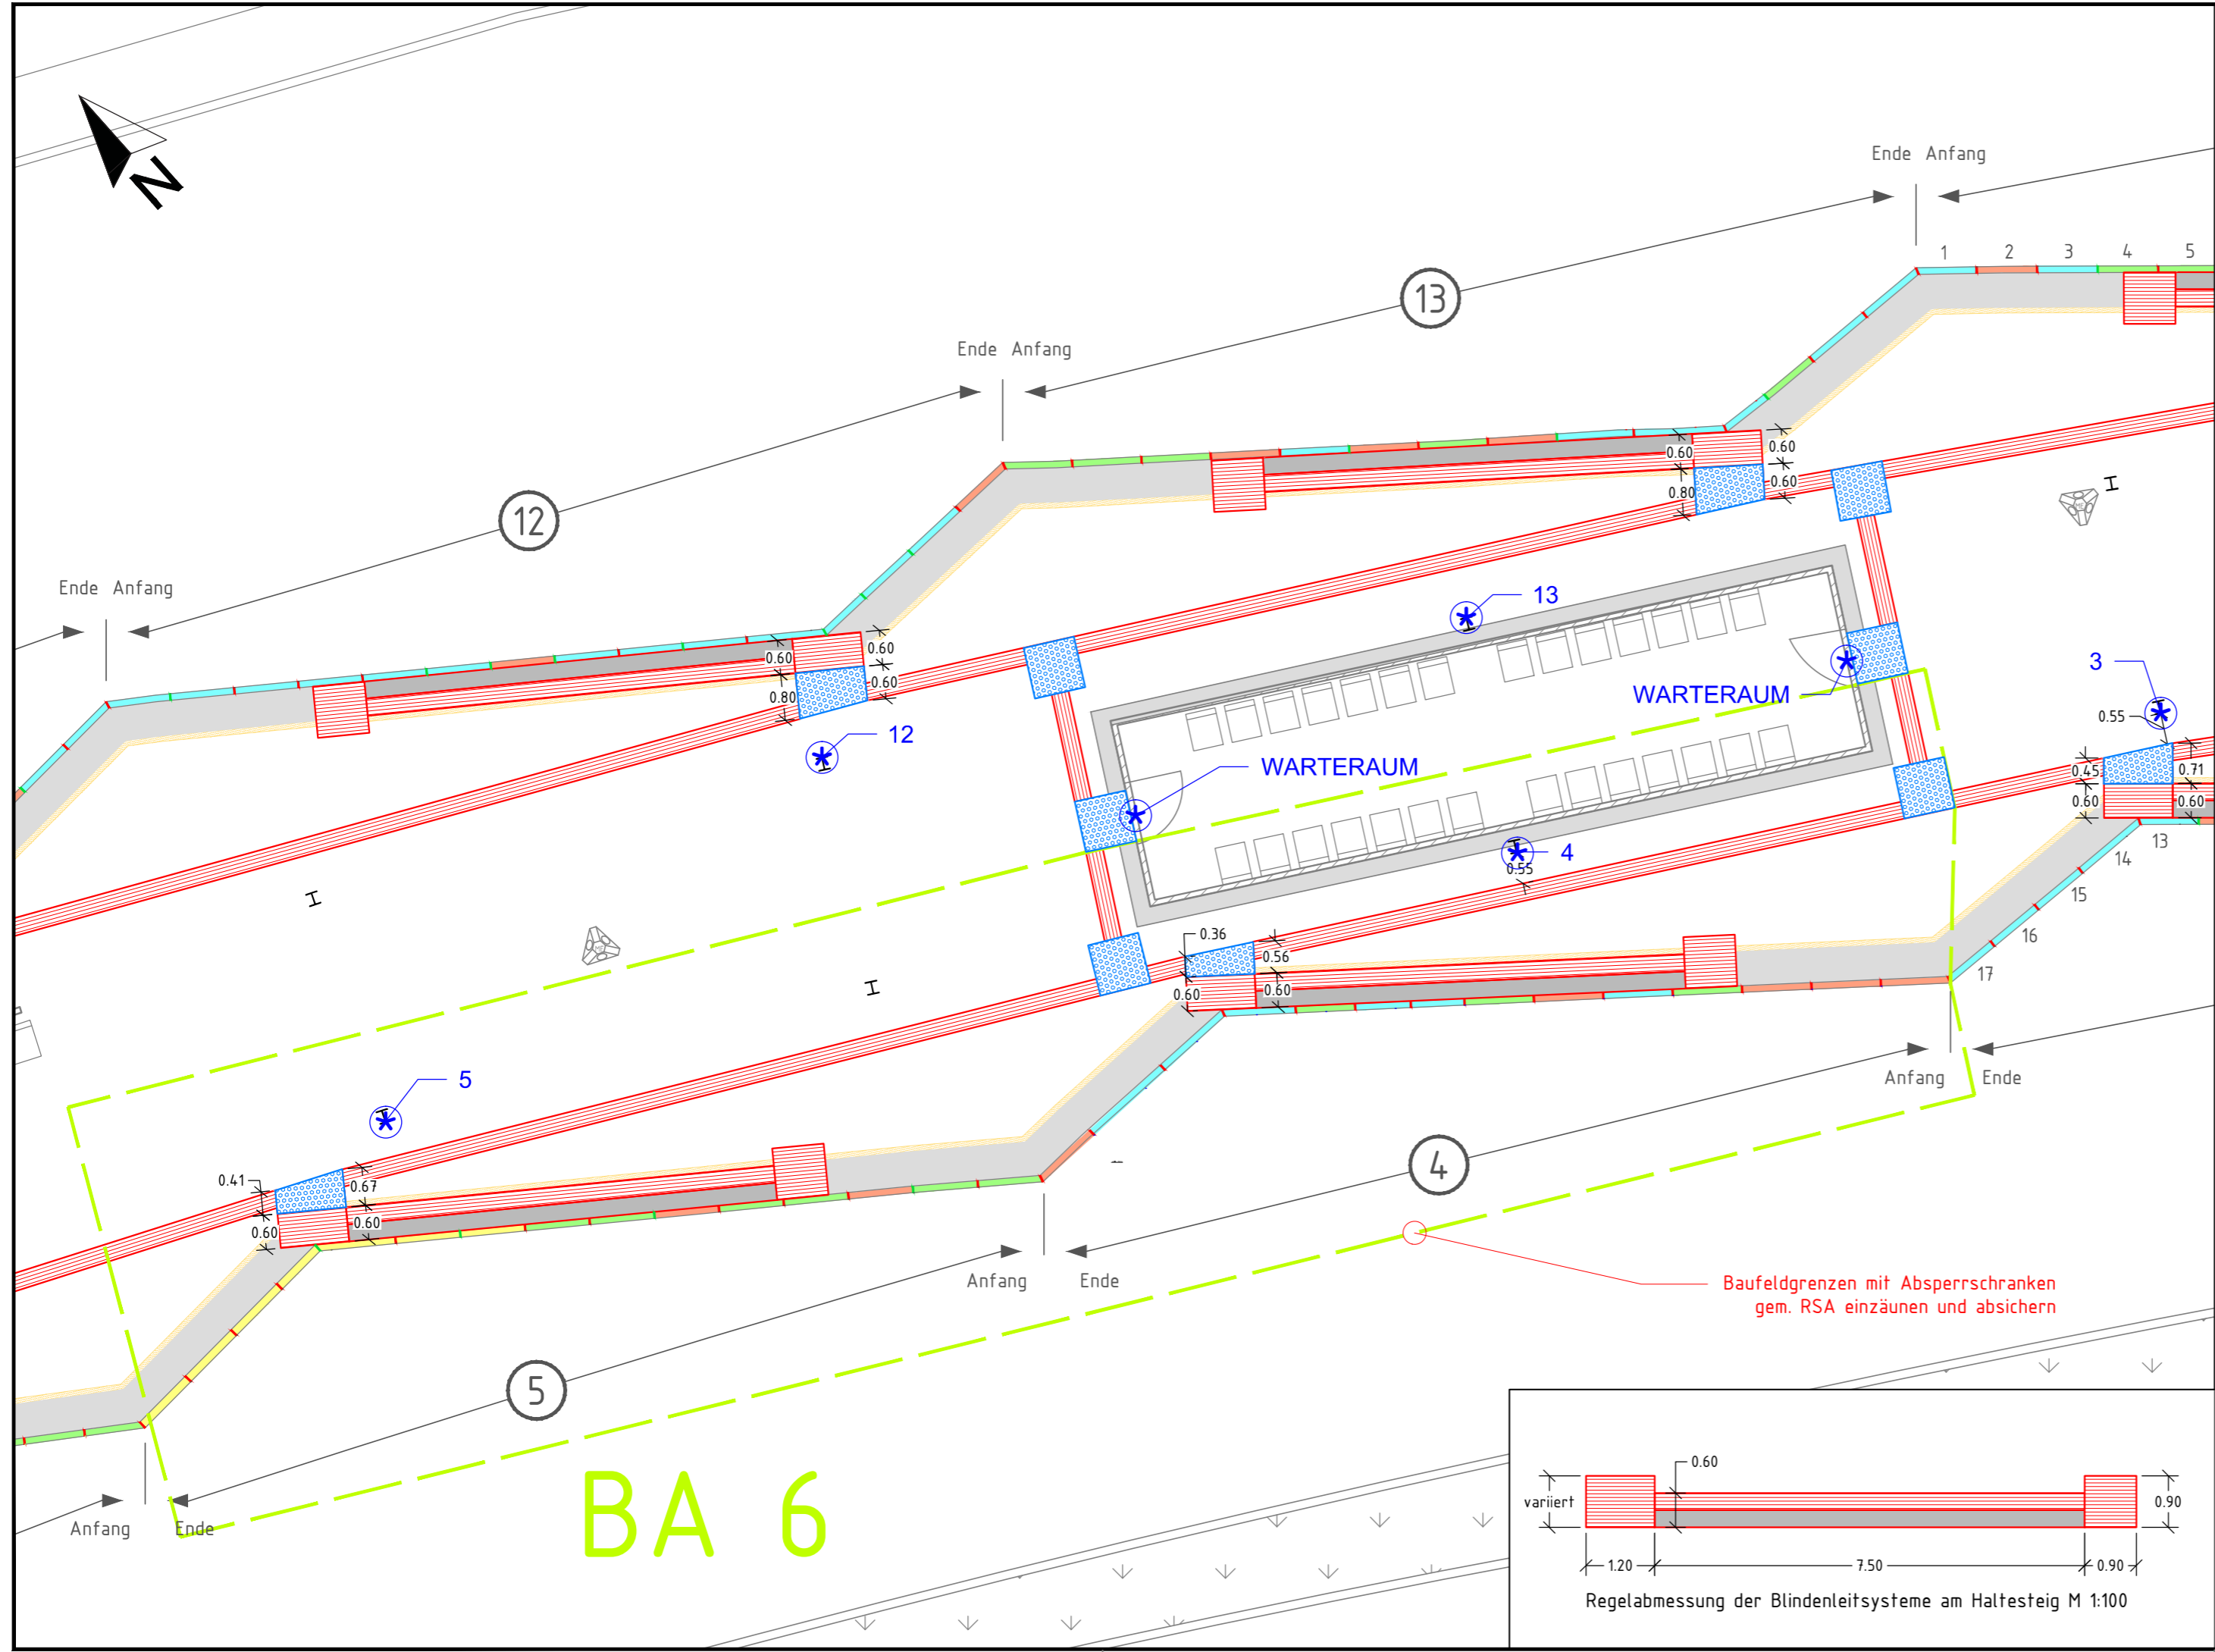 N
Ende Anfang
13
1 2 3 4 5
Ende Anfang
0.60
0.60
0.80
0.60
12
Ende Anfang
13
0.60
0.60
0.80
0.60
12
WARTERAUM
WARTERAUM
3
0.55
0.45
0.71
0.60
0.60
13
14
15
16
17
4
0.55
0.36
0.56
0.60
0.60
5
Anfang Ende
0.41
0.67
0.60
0.60
4
Anfang Ende
Baufeldgrenzen mit Absperrschranken
gem. RSA einzäunen und absichern
5
Anfang Ende
BA 6
0.60
variiert
0.90
1.20
7.50
0.90
Regelabmessung der Blindenleitsysteme am Haltesteig M 1:100